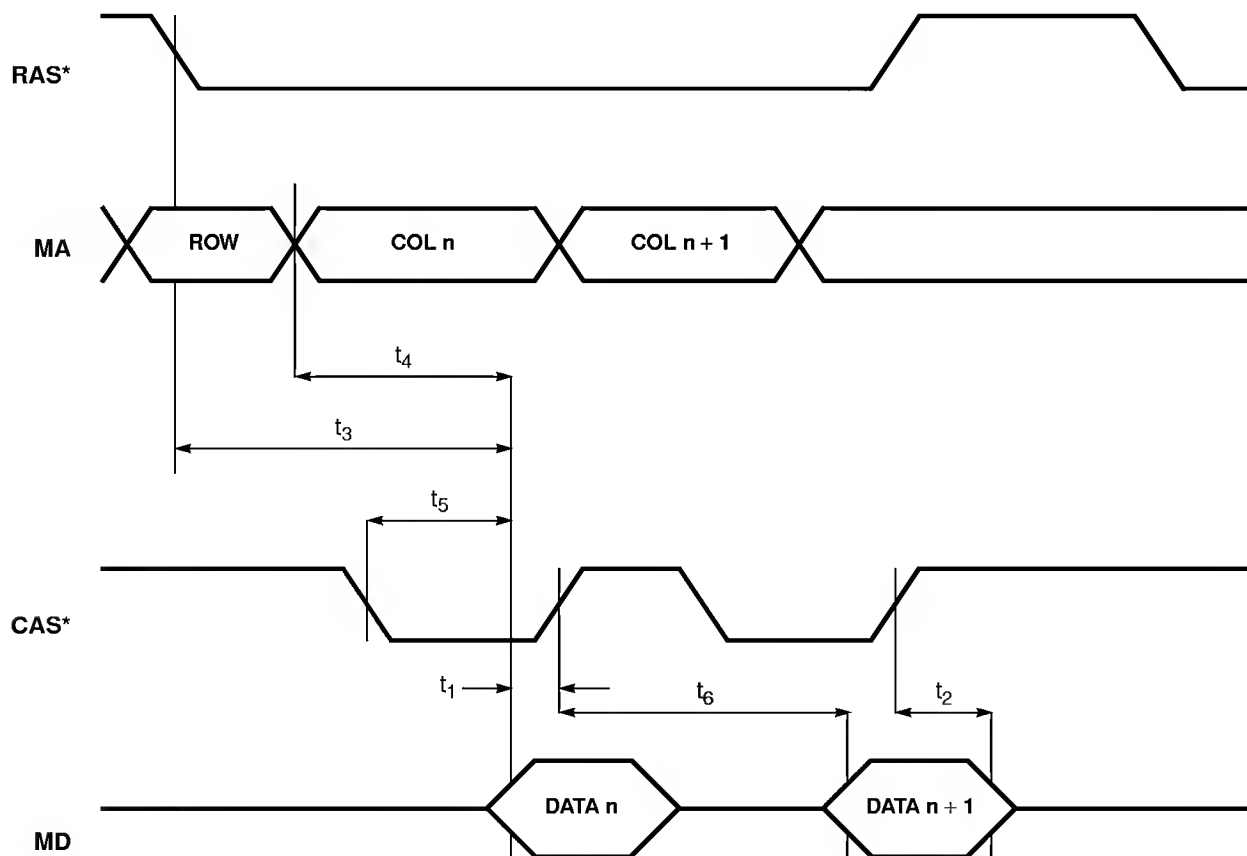 RAS*
MA
ROW
COL n
COL n + 1
t4
t3
t5
CAS*
t1
t6
t2
MD
DATA n
DATA n + 1